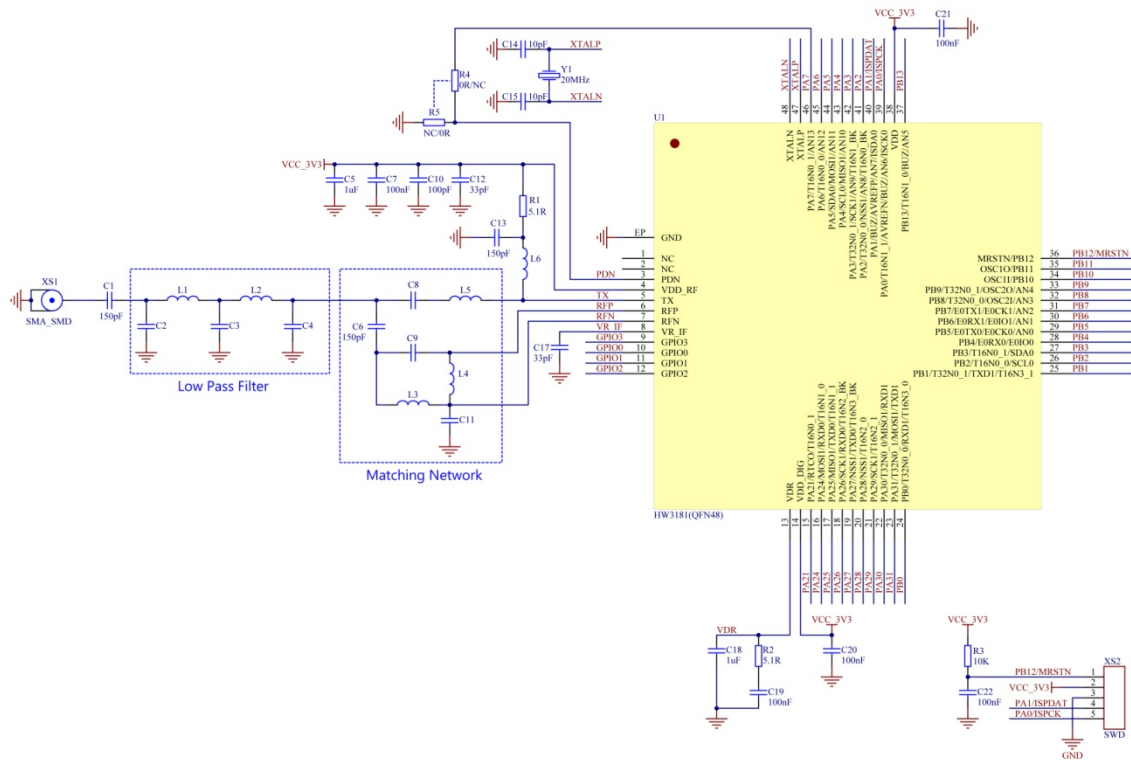 VCC_3V3
C21
100nF
C14
10pF
XTALP
R4
0R/NC
Y1
20MHz
C15
10pF
XTALN
R5
NC/0R
XTALN
XTALP
PA7
PA6
PA5
PA4
PA3
PA2
PA1/ISPDAT
PA0/ISPCK
PB13
48
47
46
45
44
43
42
41
40
39
38
37
U1
XTALN
XTALP
PA7/T16N0_1/AN13
PA6/T16N0_0/AN12
PA5/SDA0/MOSI1/AN11
PA4/SCL0/MISO1/AN10
PA3/T32N0_1/SCK1/AN9/T16N1_BK
PA2/T32N0_0/NSS1/AN8/T16N0_BK
PA1/BUZ/AVREFP/AN7/ISDA0
PA0/T16N1_1/AVREFN/BUZ/AN6/ISCK0
VDD
PB13/T16N1_0/BUZ/AN5
VCC_3V3
C5
1uF
C7
100nF
C10
100pF
C12
33pF
R1
5.1R
C13
150pF
L6
EP
GND
1
NC
2
NC
PDN
3
PDN
4
VDD_RF
TX
5
TX
RFP
6
RFP
RFN
7
RFN
VR_IF
8
VR_IF
GPIO3
9
GPIO3
GPIO0
10
GPIO0
GPIO1
11
GPIO1
GPIO2
12
GPIO2
MRSTN/PB12
36
PB12/MRSTN
OSC1O/PB11
35
PB11
OSC1I/PB10
34
PB10
PB9/T32N0_1/OSC2O/AN4
33
PB9
PB8/T32N0_0/OSC2I/AN3
32
PB8
PB7/E0TX1/E0CK1/AN2
31
PB7
PB6/E0RX1/E0IO1/AN1
30
PB6
PB5/E0TX0/E0CK0/AN0
29
PB5
PB4/E0RX0/E0IO0
28
PB4
PB3/T16N0_1/SDA0
27
PB3
PB2/T16N0_0/SCL0
26
PB2
PB1/T32N0_1/TXD1/T16N3_1
25
PB1
XS1
SMA_SMD
C1
150pF
L1
L2
C2
C3
C4
Low Pass Filter
C8
L5
C6
150pF
C9
L4
L3
C11
Matching Network
C17
33pF
VDR
VDD_DIG
PA21/RTCO/T16N0_1
PA24/MOSI1/RXD0/T16N1_0
PA25/MISO1/TXD0/T16N1_1
PA26/SCK1/RXD0/T16N2_BK
PA27/NSS1/TXD0/T16N3_BK
PA28/NSS1/T16N2_0
PA29/SCK1/T16N2_1
PA30/T32N0_0/MISO1/RXD1
PA31/T32N0_1/MOSI1/TXD1
PB0/T32N0_0/RXD1/T16N3_0
HW3181(QFN48)
13
14
15
16
17
18
19
20
21
22
23
24
PA21
PA24
PA25
PA26
PA27
PA28
PA29
PA30
PA31
PB0
VDR
C18
1uF
R2
5.1R
C19
100nF
VCC_3V3
C20
100nF
VCC_3V3
R3
10K
C22
100nF
XS2
PB12/MRSTN
1
VCC_3V3
2
3
PA1/ISPDAT
4
PA0/ISPCK
5
SWD
GND